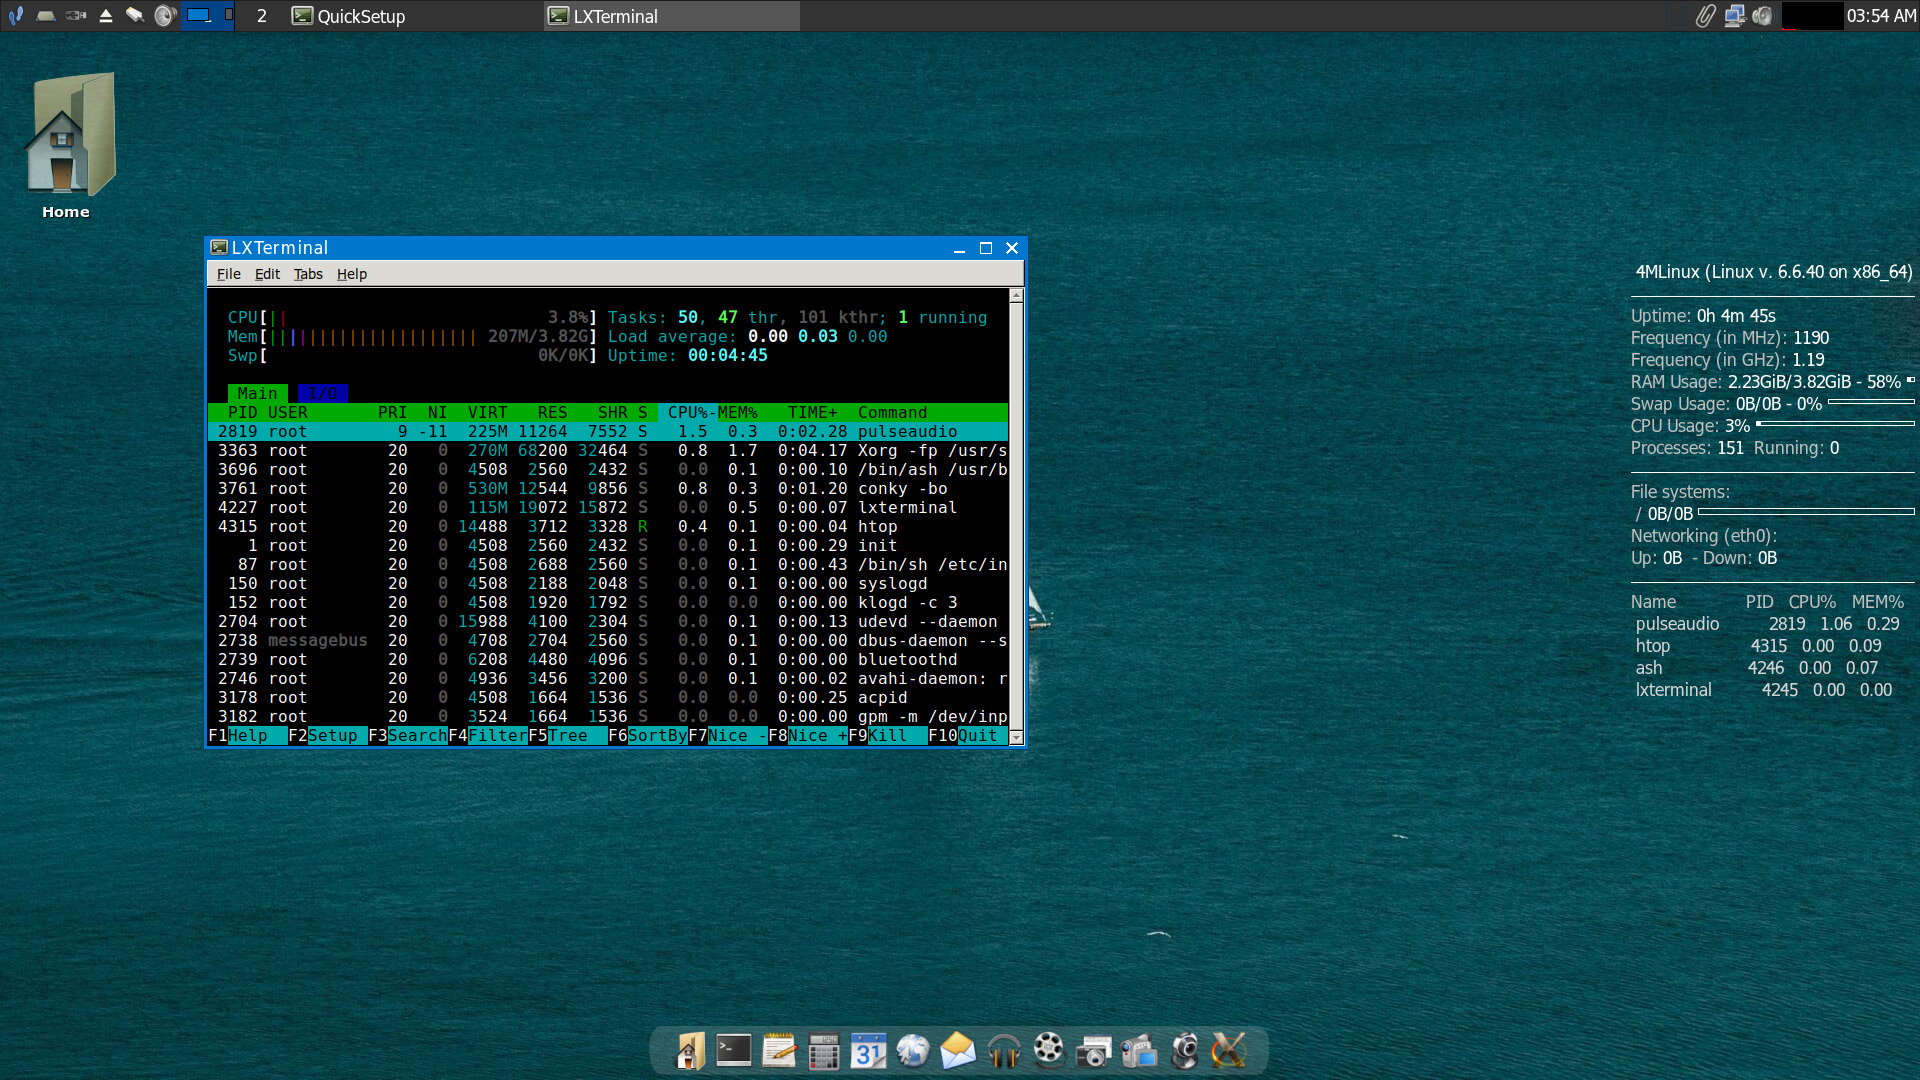 2 QuickSetup LXTerminal 03:54 AM
Home
LXTerminal
File Edit Tabs Help
CPU[|| 3.8%] Tasks: 50, 47 thr, 101 kthr; 1 running
Mem[||||||||||||||||||||| 207M/3.82G] Load average: 0.00 0.03 0.00
Swp[ 0K/0K] Uptime: 00:04:45
Main I/O
PID USER PRI NI VIRT RES SHR S CPU%-MEM% TIME+ Command
2819 root 9 -11 225M 11264 7552 S 1.5 0.3 0:02.28 pulseaudio
3363 root 20 0 270M 68200 32464 S 0.8 1.7 0:04.17 Xorg -fp /usr/s
3696 root 20 0 4508 2560 2432 S 0.0 0.1 0:00.10 /bin/ash /usr/b
3761 root 20 0 530M 12544 9856 S 0.8 0.3 0:01.20 conky -bo
4227 root 20 0 115M 19072 15872 S 0.0 0.5 0:00.07 lxterminal
4315 root 20 0 14488 3712 3328 R 0.4 0.1 0:00.04 htop
1 root 20 0 4508 2560 2432 S 0.0 0.1 0:00.29 init
87 root 20 0 4508 2688 2560 S 0.0 0.1 0:00.43 /bin/sh /etc/in
150 root 20 0 4508 2188 2048 S 0.0 0.1 0:00.00 syslogd
152 root 20 0 4508 1920 1792 S 0.0 0.0 0:00.00 klogd -c 3
2704 root 20 0 15988 4100 2304 S 0.0 0.1 0:00.13 udevd --daemon
2738 messagebus 20 0 4708 2704 2560 S 0.0 0.1 0:00.00 dbus-daemon --s
2739 root 20 0 6208 4480 4096 S 0.0 0.1 0:00.00 bluetoothd
2746 root 20 0 4936 3456 3200 S 0.0 0.1 0:00.02 avahi-daemon: r
3178 root 20 0 4508 1664 1536 S 0.0 0.0 0:00.25 acpid
3182 root 20 0 3524 1664 1536 S 0.0 0.0 0:00.00 gpm -m /dev/inp
F1Help F2Setup F3SearchF4FilterF5Tree F6SortByF7Nice -F8Nice +F9Kill F10Quit
4MLinux (Linux v. 6.6.40 on x86_64)
Uptime: 0h 4m 45s
Frequency (in MHz): 1190
Frequency (in GHz): 1.19
RAM Usage: 2.23GiB/3.82GiB - 58%
Swap Usage: 0B/0B - 0%
CPU Usage: 3%
Processes: 151 Running: 0
File systems:
/ 0B/0B
Networking (eth0):
Up: 0B - Down: 0B
Name PID CPU% MEM%
pulseaudio 2819 1.06 0.29
htop 4315 0.00 0.09
ash 4246 0.00 0.07
lxterminal 4245 0.00 0.00
31